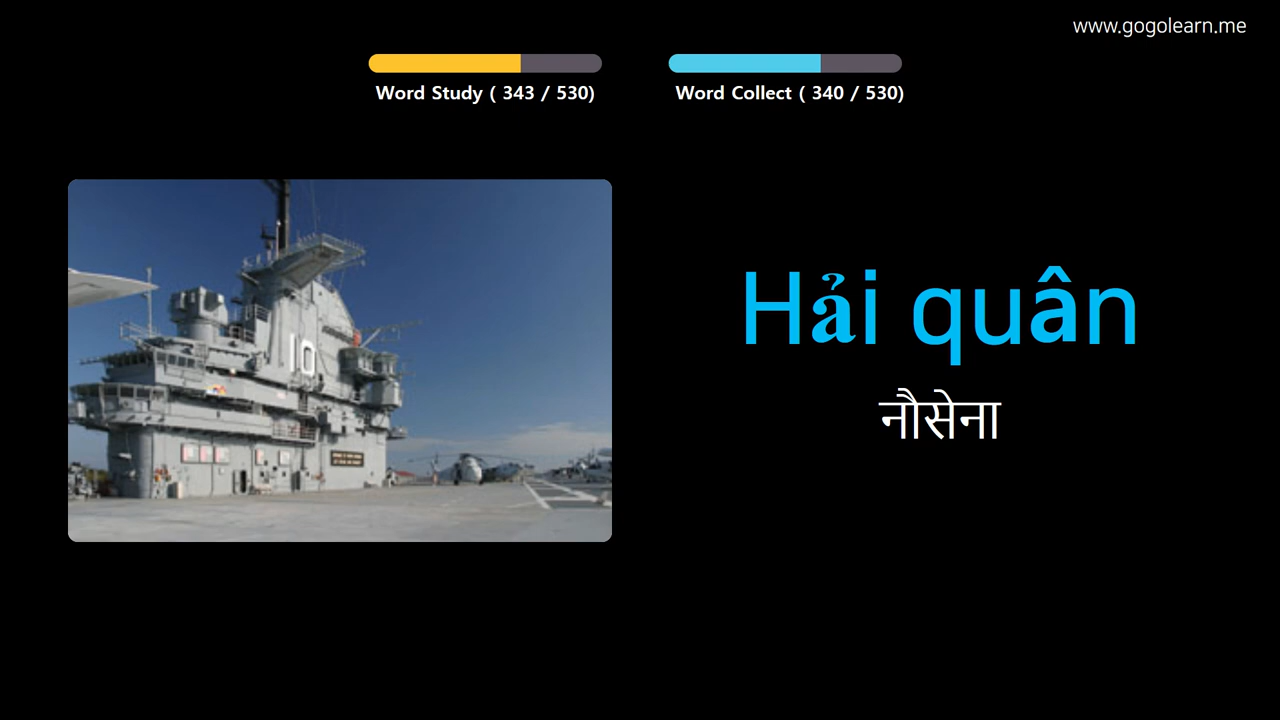 www.gogolearn.me
Word Study ( 343 / 530)
Word Collect ( 340 / 530)
10
Hải quân
नौसेना